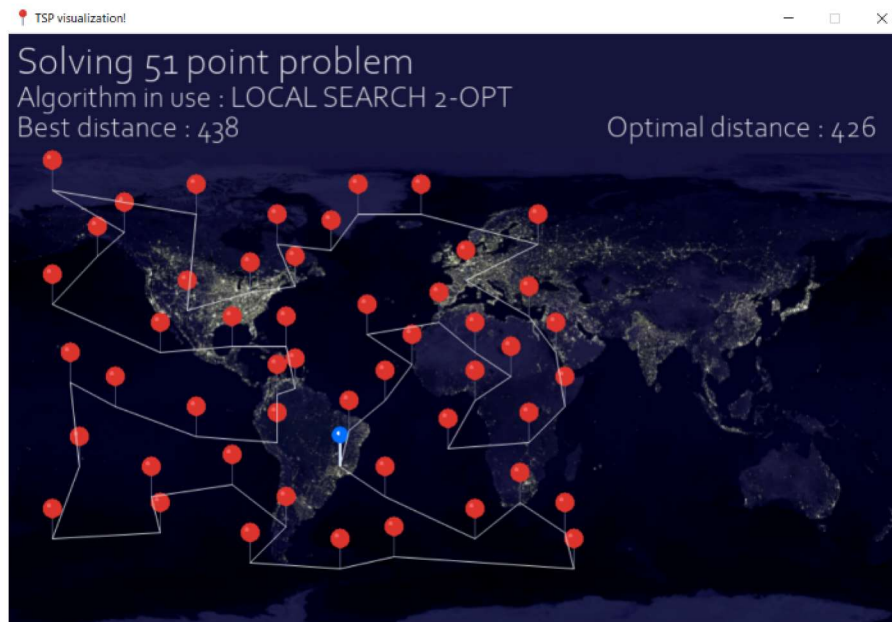 TSP visualization!
Solving 51 point problem
Algorithm in use : LOCAL SEARCH 2-OPT
Best distance : 438
Optimal distance : 426